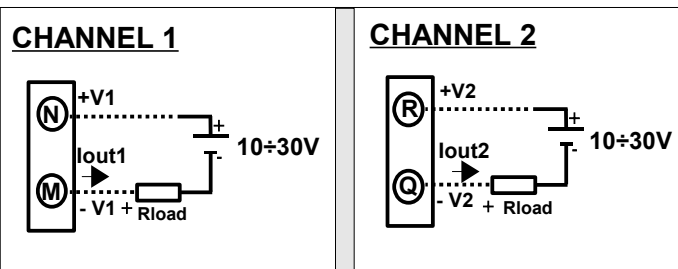 CHANNEL 1
N
+V1
+
-
10÷30V
Iout1
M
- V1 + Rload
CHANNEL 2
R
+V2
+
-
10÷30V
Iout2
Q
- V2 + Rload